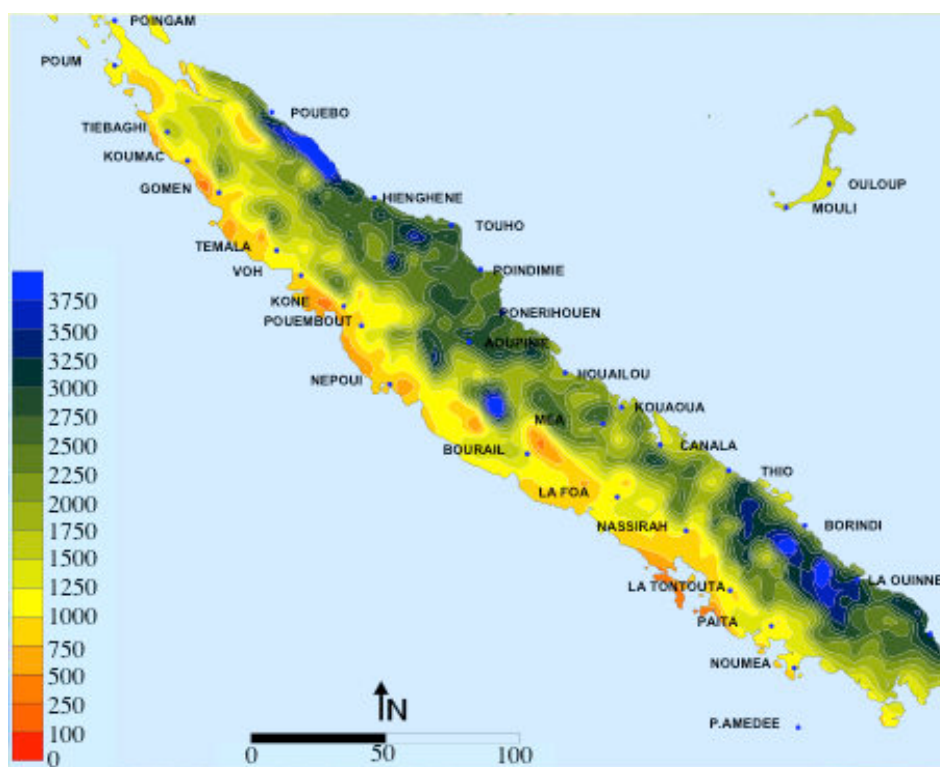 POINGAM
POUM
POUEBO
TIEBAGHI
KOUMAC
GOMEN
HIENGHENE
OULOUP
MOULI
TOUHO
TEMALA
VOH
POINDIMIE
KONE
PONERIHOUEN
POUEMBOUT
AOUPINIE
HOUAILOU
NEPOUI
KOUAOUA
MEA
CANALA
BOURAIL
THIO
LA FOA
NASSIRAH
BORINDI
LA OUINNE
LA TONTOUTA
PAITA
NOUMEA
P.AMEDEE
3750
3500
3250
3000
2750
2500
2250
2000
1750
1500
1250
1000
750
500
250
100
0
N
0 50 100